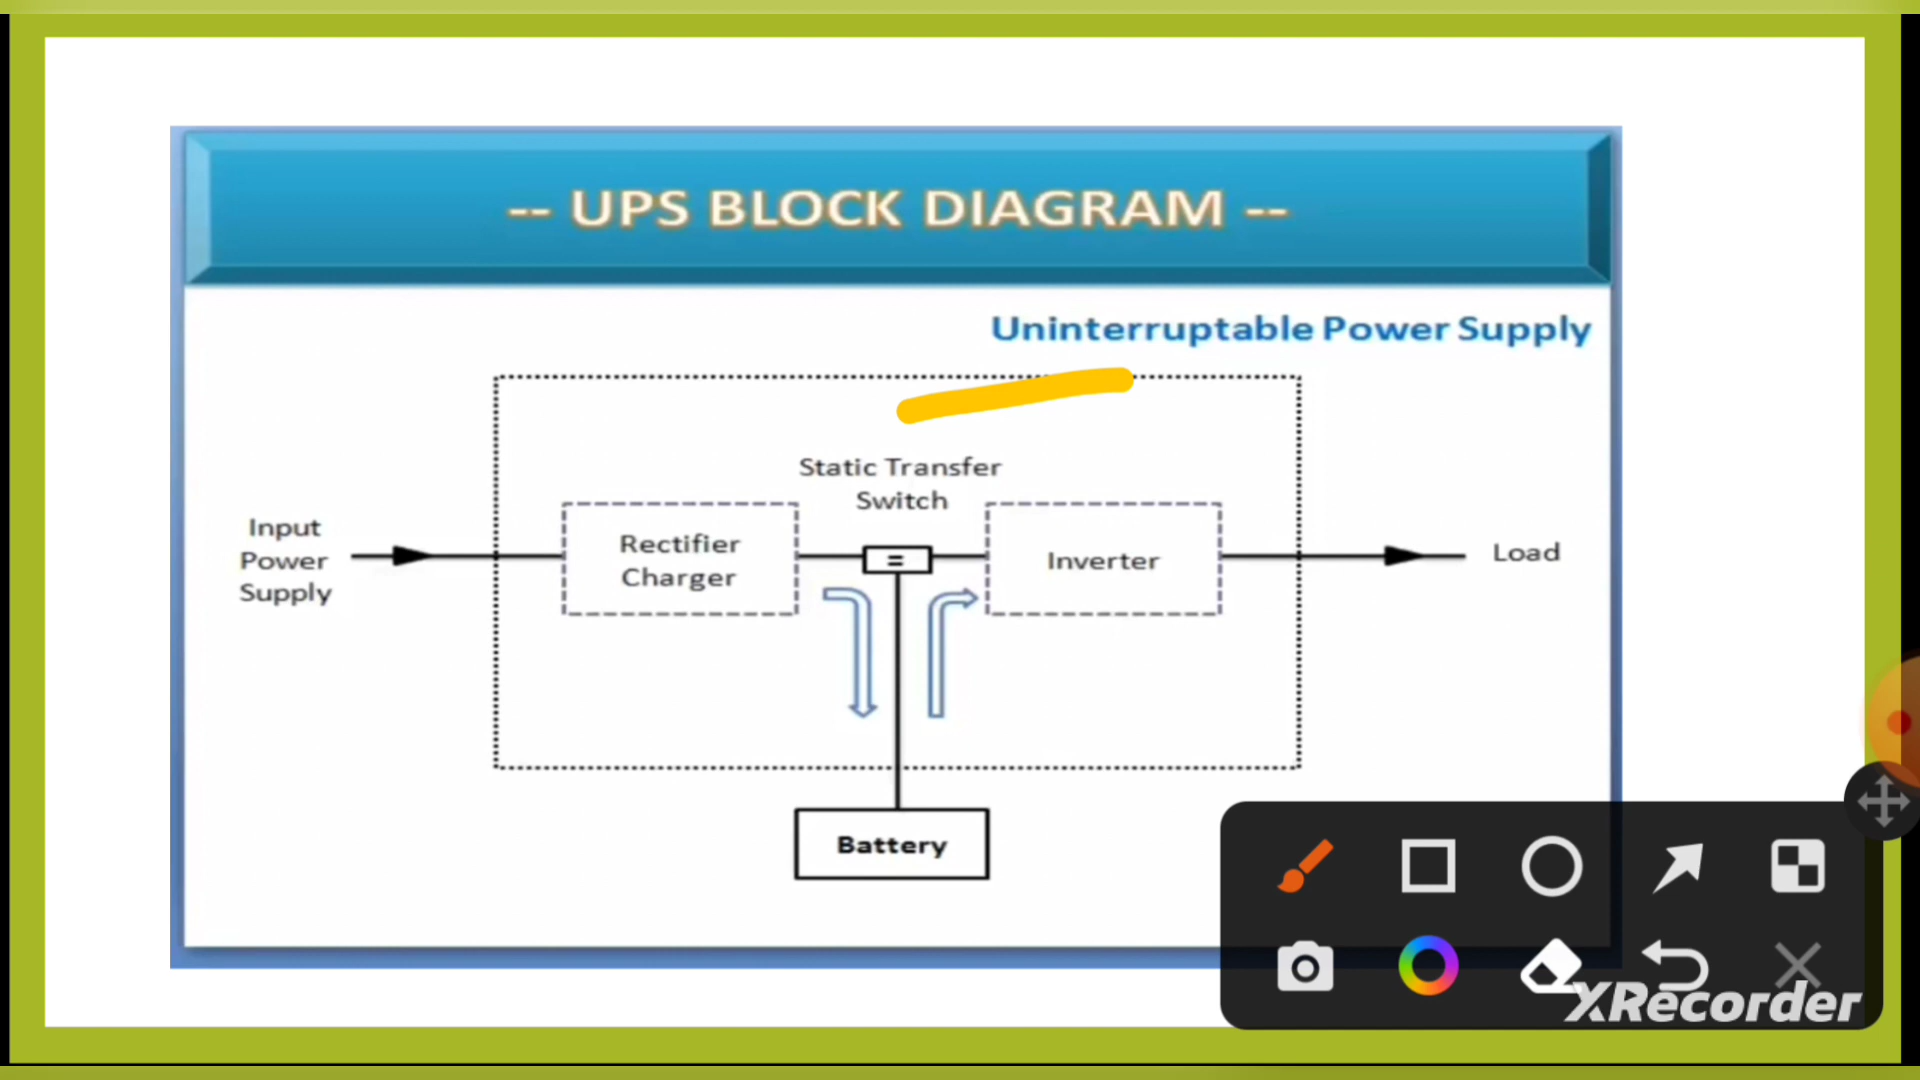 -- UPS BLOCK DIAGRAM --
Uninterruptable Power Supply
Static Transfer
Switch
Input
Power
Supply
Rectifier
Charger
=
Inverter
Load
Battery
XRecorder